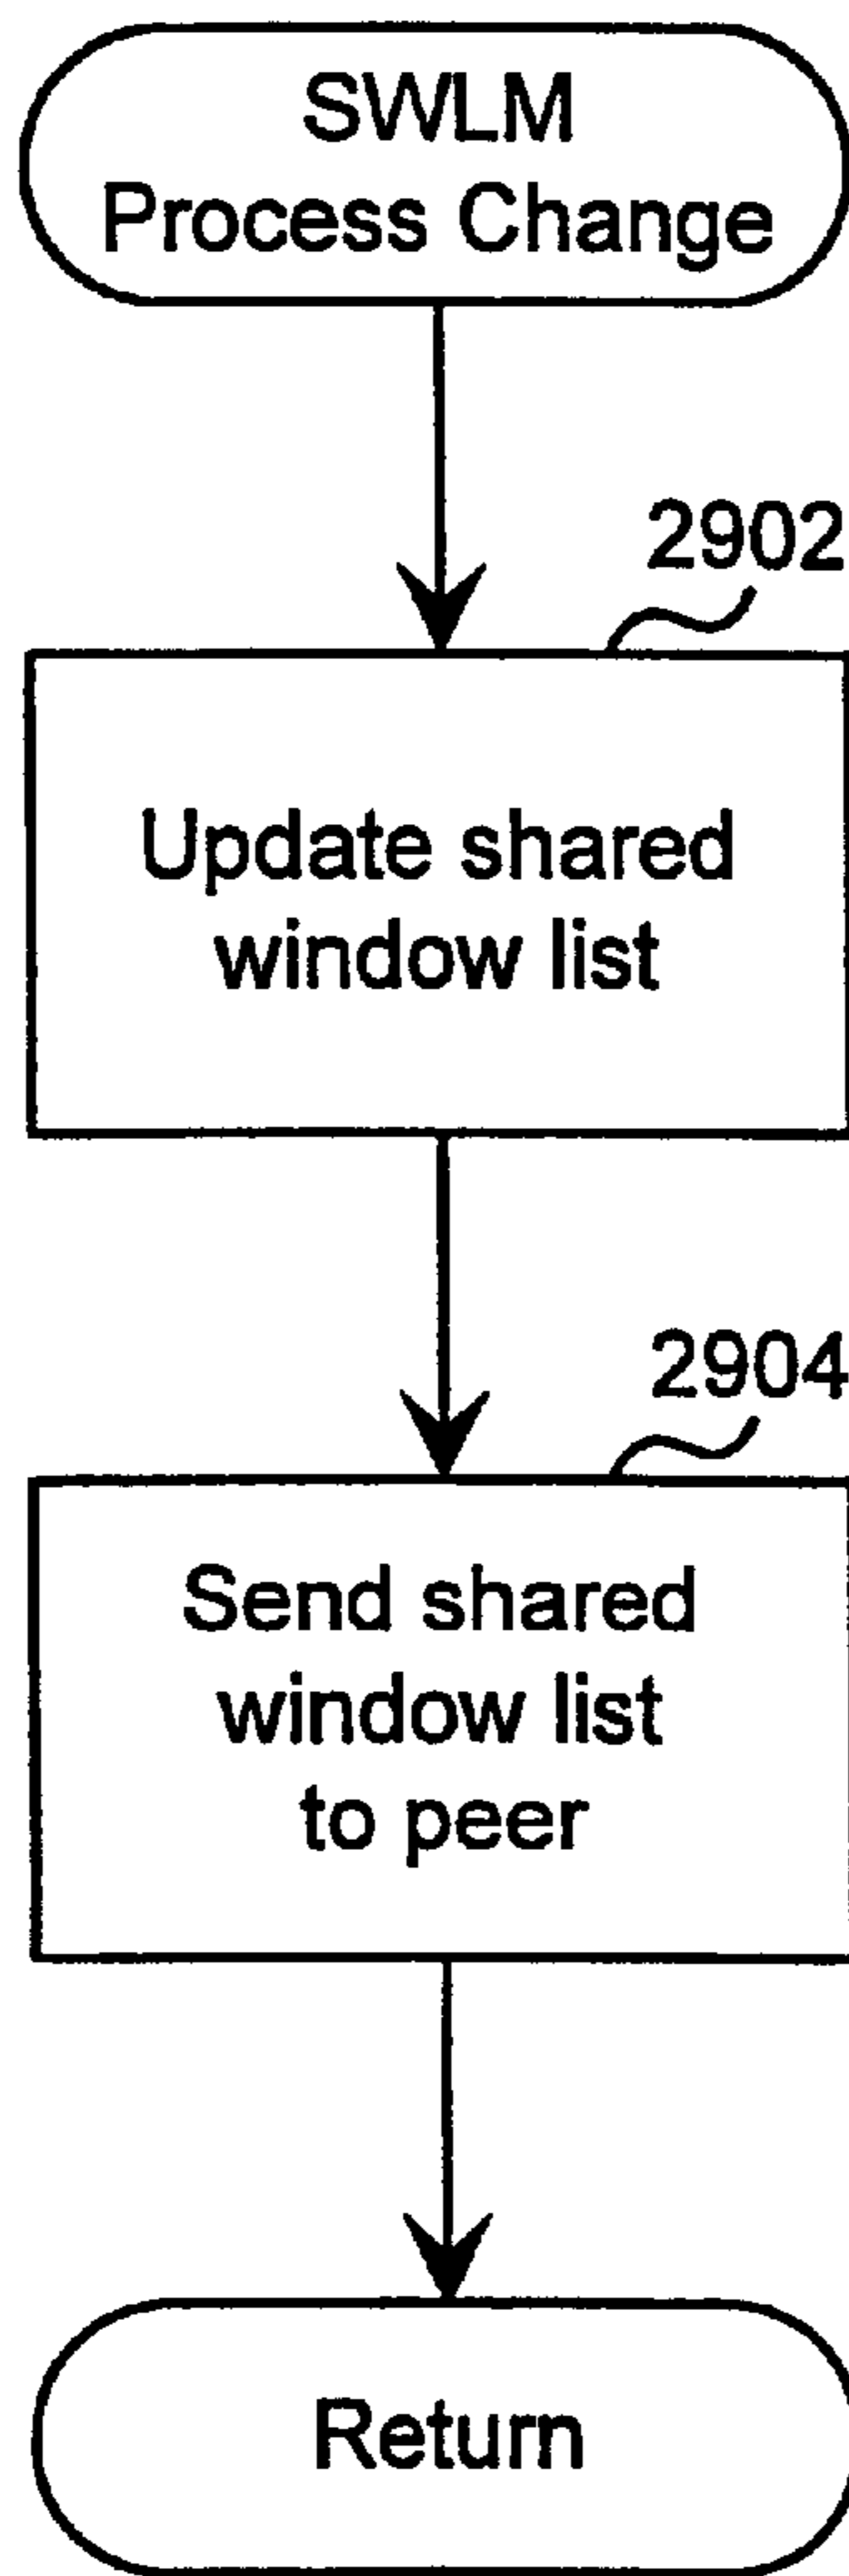 SWLM
Process Change
2902
Update shared
window list
2904
Send shared
window list
to peer
Return